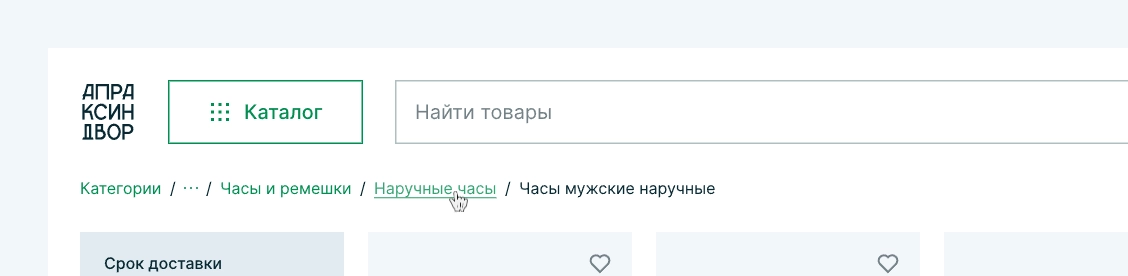 АПРА
КСИН
ДВОР
Каталог
Найти товары
Категории / ··· / Часы и ремешки / Наручные часы / Часы мужские наручные
Срок доставки